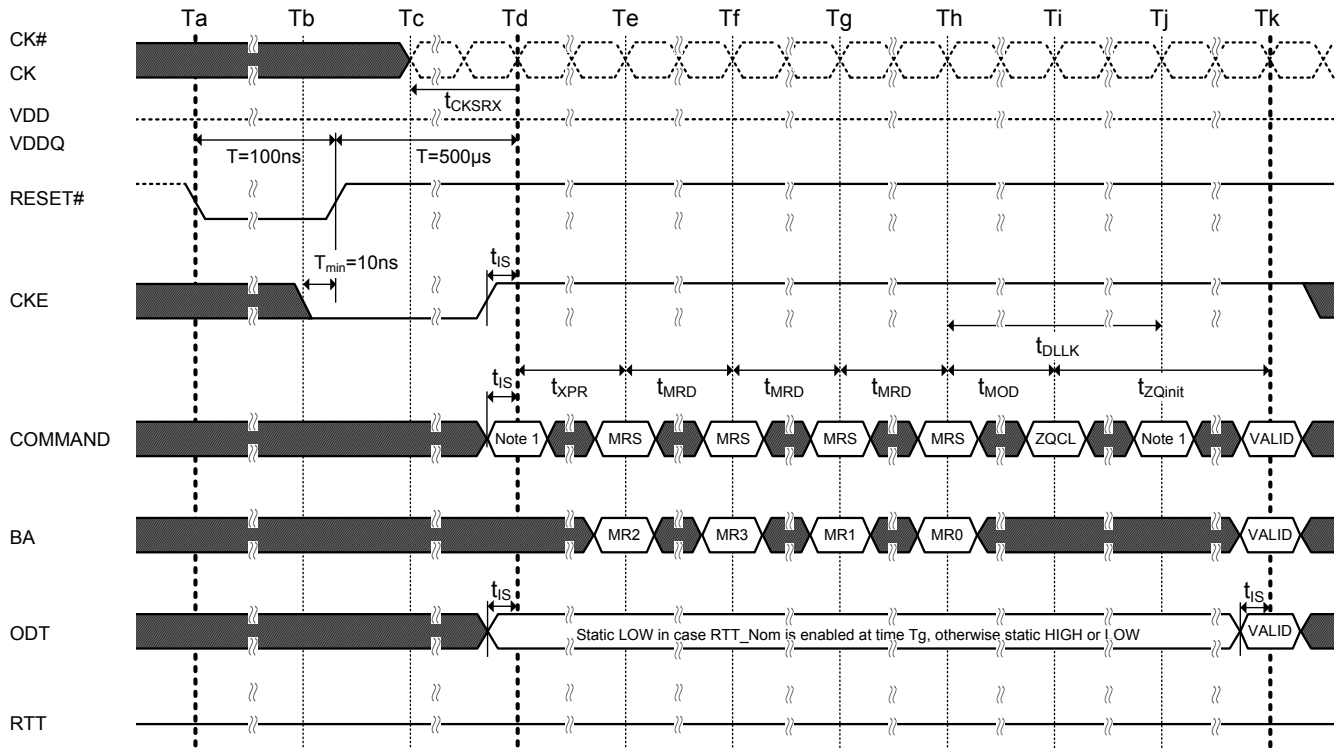 Ta Tb Tc Td Te Tf Tg Th Ti Tj Tk
CK#
CK
tCKSRX
VDD
VDDQ
T=100ns T=500µs
RESET#
Tmin=10ns
tIS
CKE
tDLLK
tIS tXPR tMRD tMRD tMRD tMOD tZQinit
COMMAND Note 1 MRS MRS MRS MRS ZQCL Note 1 VALID
BA MR2 MR3 MR1 MR0 VALID
tIS tIS
ODT Static LOW in case RTT_Nom is enabled at time Tg, otherwise static HIGH or LOW VALID
RTT